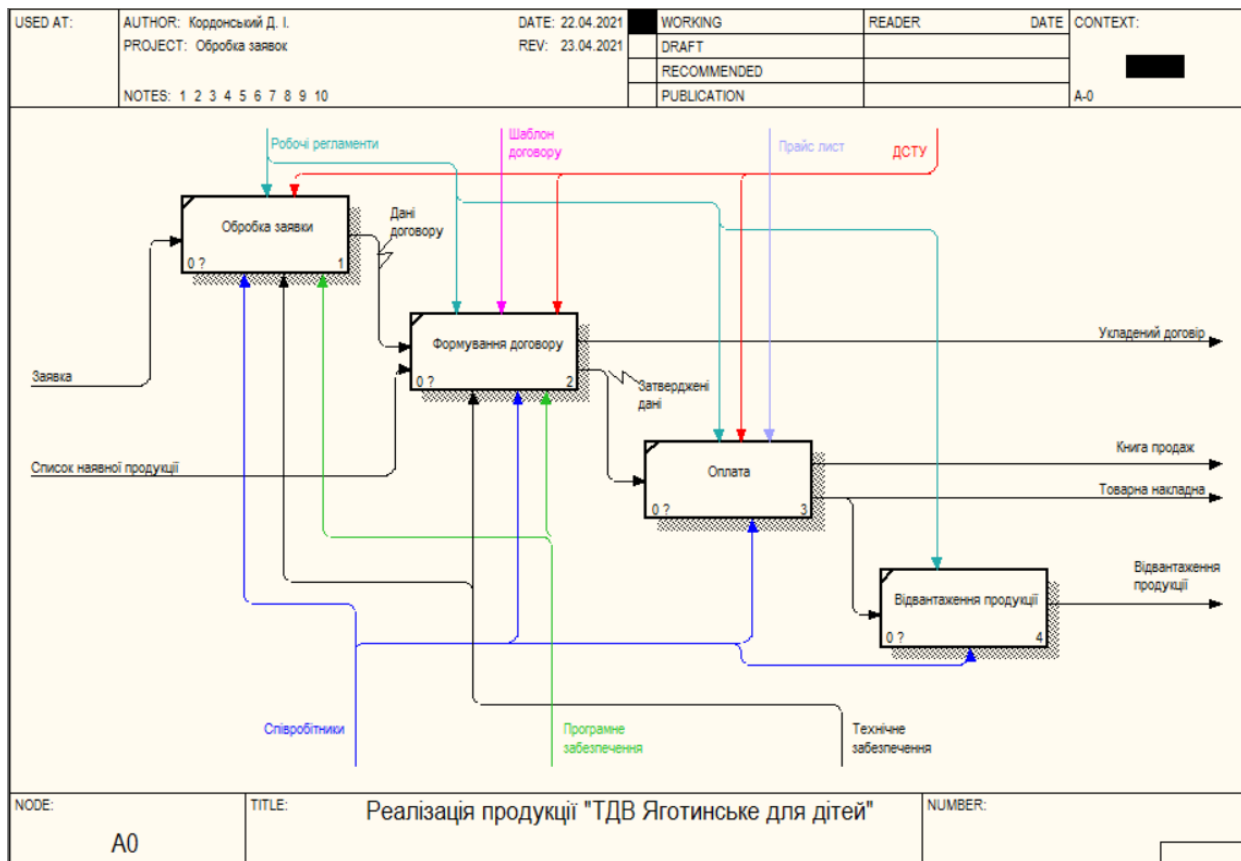 USED AT:
AUTHOR: Кордонський Д. І.
DATE: 22.04.2021
WORKING
READER
DATE
CONTEXT:
PROJECT: Обробка заявок
REV: 23.04.2021
DRAFT
RECOMMENDED
NOTES: 1 2 3 4 5 6 7 8 9 10
PUBLICATION
A-0
Робочі регламенти
Шаблон
договору
Прайс лист
ДСТУ
Обробка заявки
0 ?
1
Дані
договору
Формування договору
0 ?
2
Укладений договір
Заявка
Затверджені
дані
Список наявної продукції
Оплата
0 ?
3
Книга продаж
Товарна накладна
Відвантаження продукції
0 ?
4
Відвантаження
продукції
Співробітники
Програмне
забезпечення
Технічне
забезпечення
NODE:
A0
TITLE:
Реалізація продукції "ТДВ Яготинське для дітей"
NUMBER: